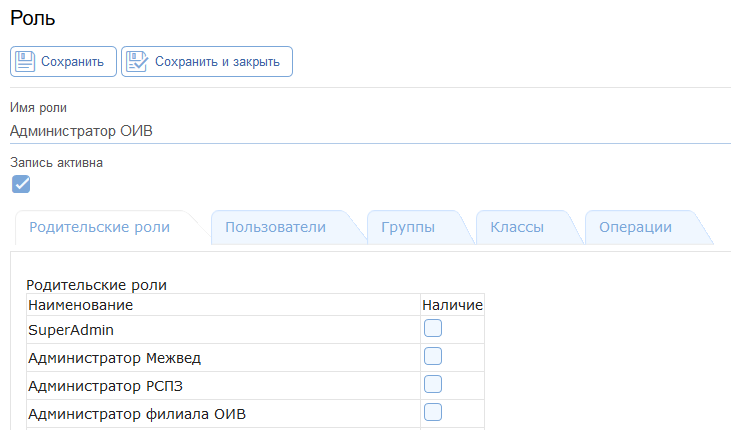 Роль
Сохранить Сохранить и закрыть
Имя роли
Администратор ОИВ
Запись активна
Родительские роли Пользователи Группы Классы Операции
Родительские роли
Наименование Наличие
SuperAdmin
Администратор Межвед
Администратор РСПЗ
Администратор филиала ОИВ